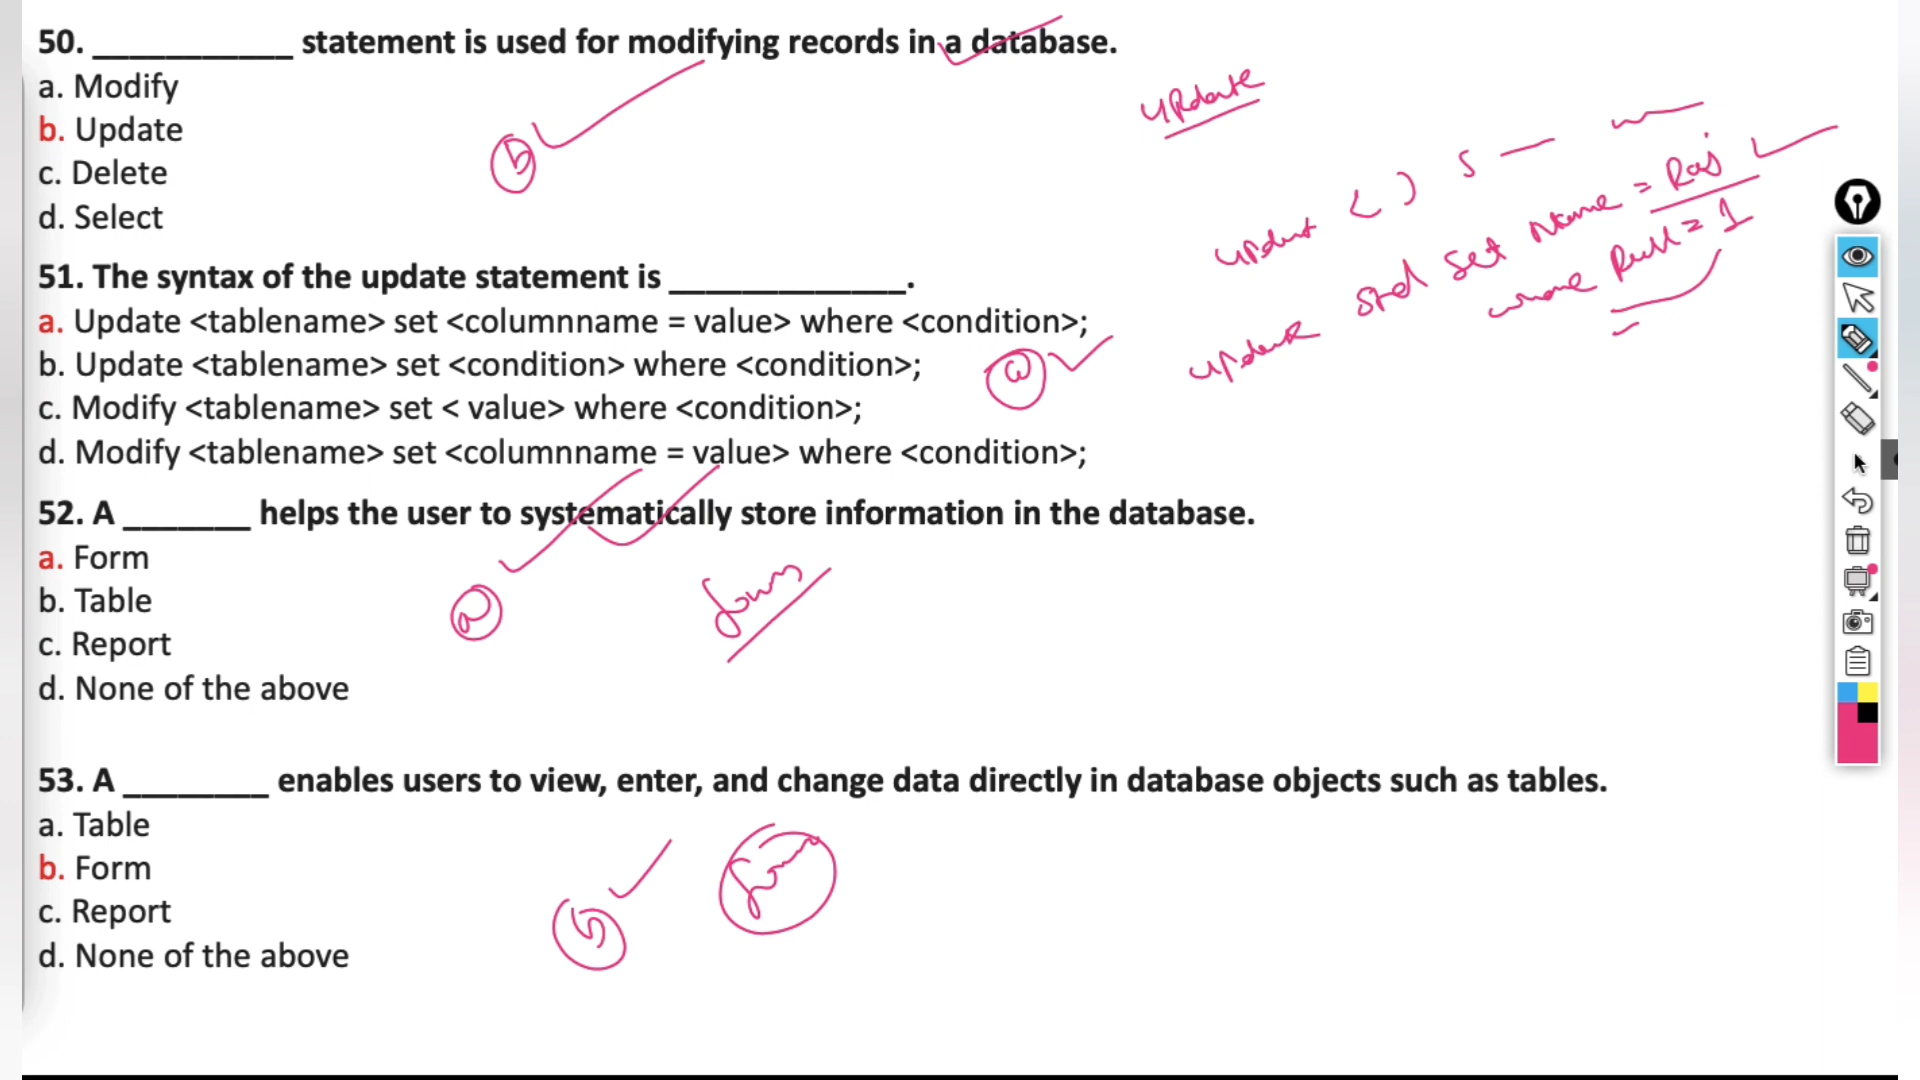 50. ___________ statement is used for modifying records in a database.
a. Modify
b. Update
c. Delete
d. Select
b
update
51. The syntax of the update statement is _____________.
a. Update <tablename> set <columnname = value> where <condition>;
b. Update <tablename> set <condition> where <condition>;
c. Modify <tablename> set < value> where <condition>;
d. Modify <tablename> set <columnname = value> where <condition>;
a
std set Name = Raj
where Roll = 1
52. A _______ helps the user to systematically store information in the database.
a. Form
b. Table
c. Report
d. None of the above
a
form
53. A ________ enables users to view, enter, and change data directly in database objects such as tables.
a. Table
b. Form
c. Report
d. None of the above
b
form